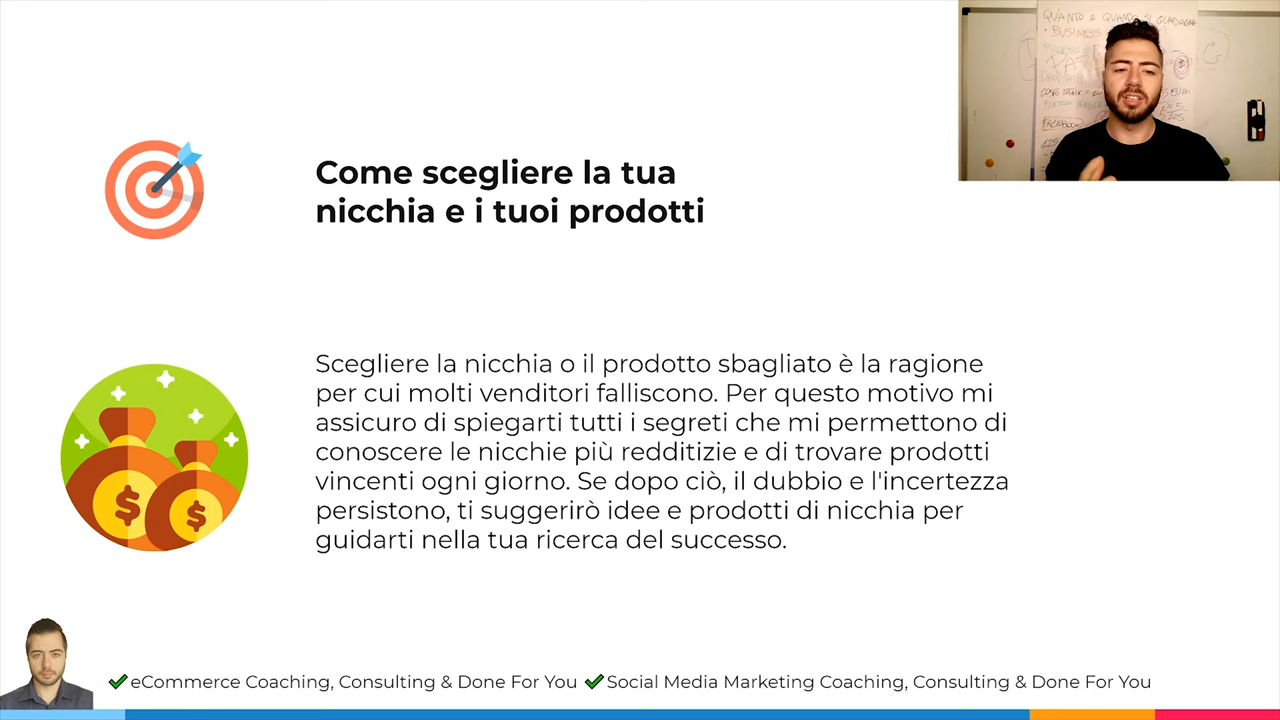 QUANTO E QUANDO
BUSINESS
Come scegliere la tua
nicchia e i tuoi prodotti
Scegliere la nicchia o il prodotto sbagliato è la ragione
per cui molti venditori falliscono. Per questo motivo mi
assicuro di spiegarti tutti i segreti che mi permettono di
conoscere le nicchie più redditizie e di trovare prodotti
vincenti ogni giorno. Se dopo ciò, il dubbio e l'incertezza
persistono, ti suggerirò idee e prodotti di nicchia per
guidarti nella tua ricerca del successo.
eCommerce Coaching, Consulting & Done For You
Social Media Marketing Coaching, Consulting & Done For You